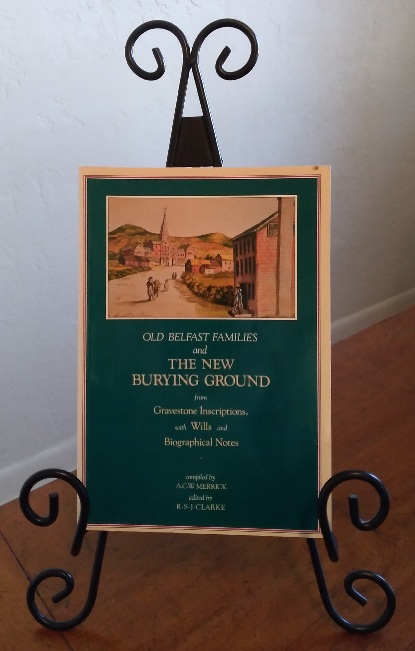 OLD BELFAST FAMILIES
and
THE NEW
BURYING GROUND
from
Gravestone Inscriptions,
with Wills and
Biographical Notes
compiled by
A.C.W. MERRICK
edited by
R·S·J·CLARKE